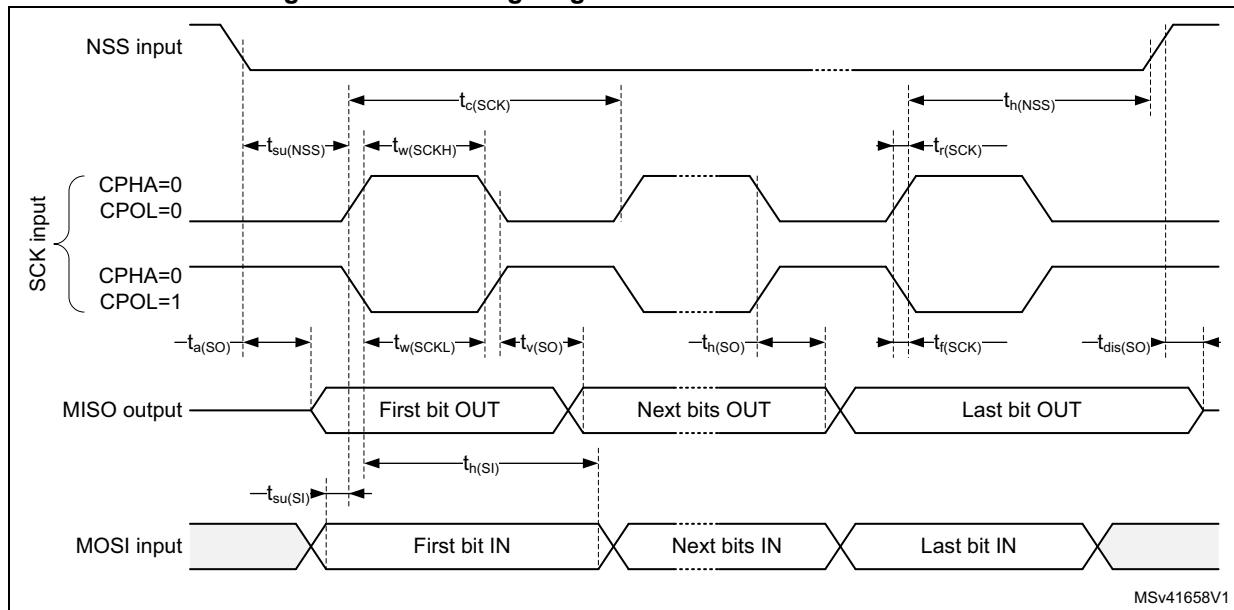 NSS input
tc(SCK)
th(NSS)
tsu(NSS)
tw(SCKH)
tr(SCK)
SCK input
CPHA=0
CPOL=0
CPHA=0
CPOL=1
ta(SO)
tw(SCKL)
tv(SO)
th(SO)
tf(SCK)
tdis(SO)
MISO output
First bit OUT
Next bits OUT
Last bit OUT
th(SI)
tsu(SI)
MOSI input
First bit IN
Next bits IN
Last bit IN
MSv41658V1